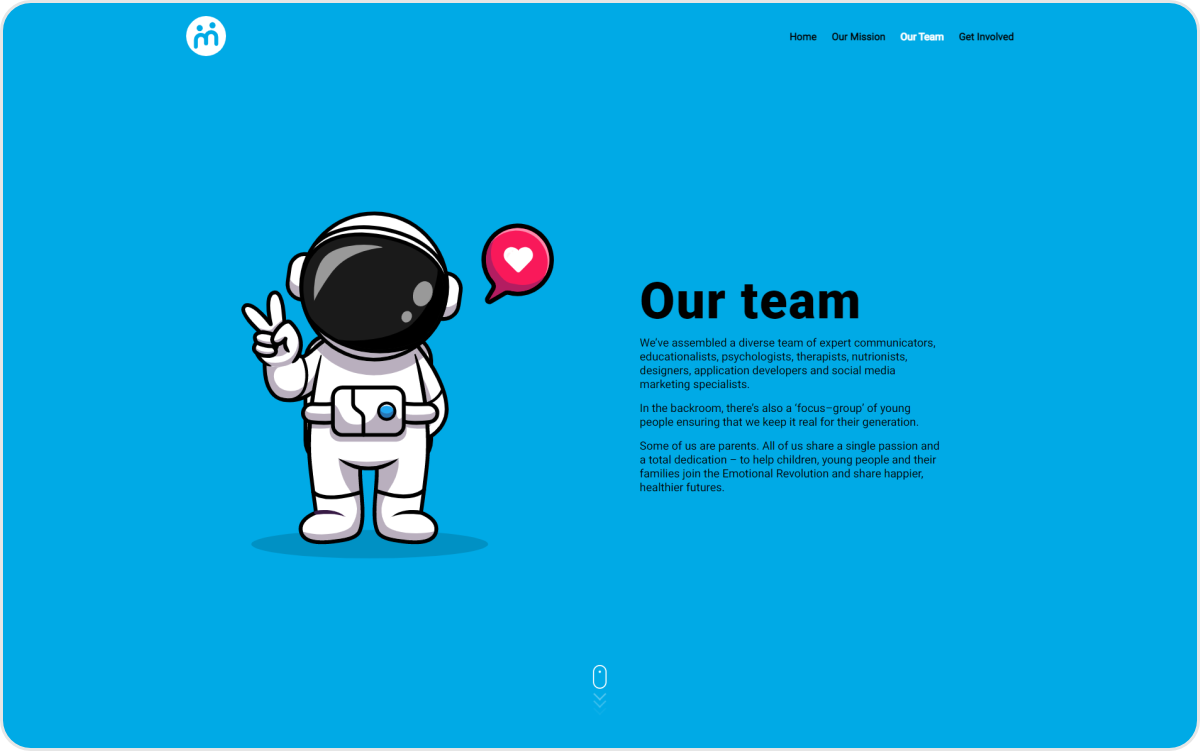 Home Our Mission Our Team Get Involved
Our team
We’ve assembled a diverse team of expert communicators,
educationalists, psychologists, therapists, nutrionists,
designers, application developers and social media
marketing specialists.
In the backroom, there’s also a ‘focus–group’ of young
people ensuring that we keep it real for their generation.
Some of us are parents. All of us share a single passion and
a total dedication – to help children, young people and their
families join the Emotional Revolution and share happier,
healthier futures.